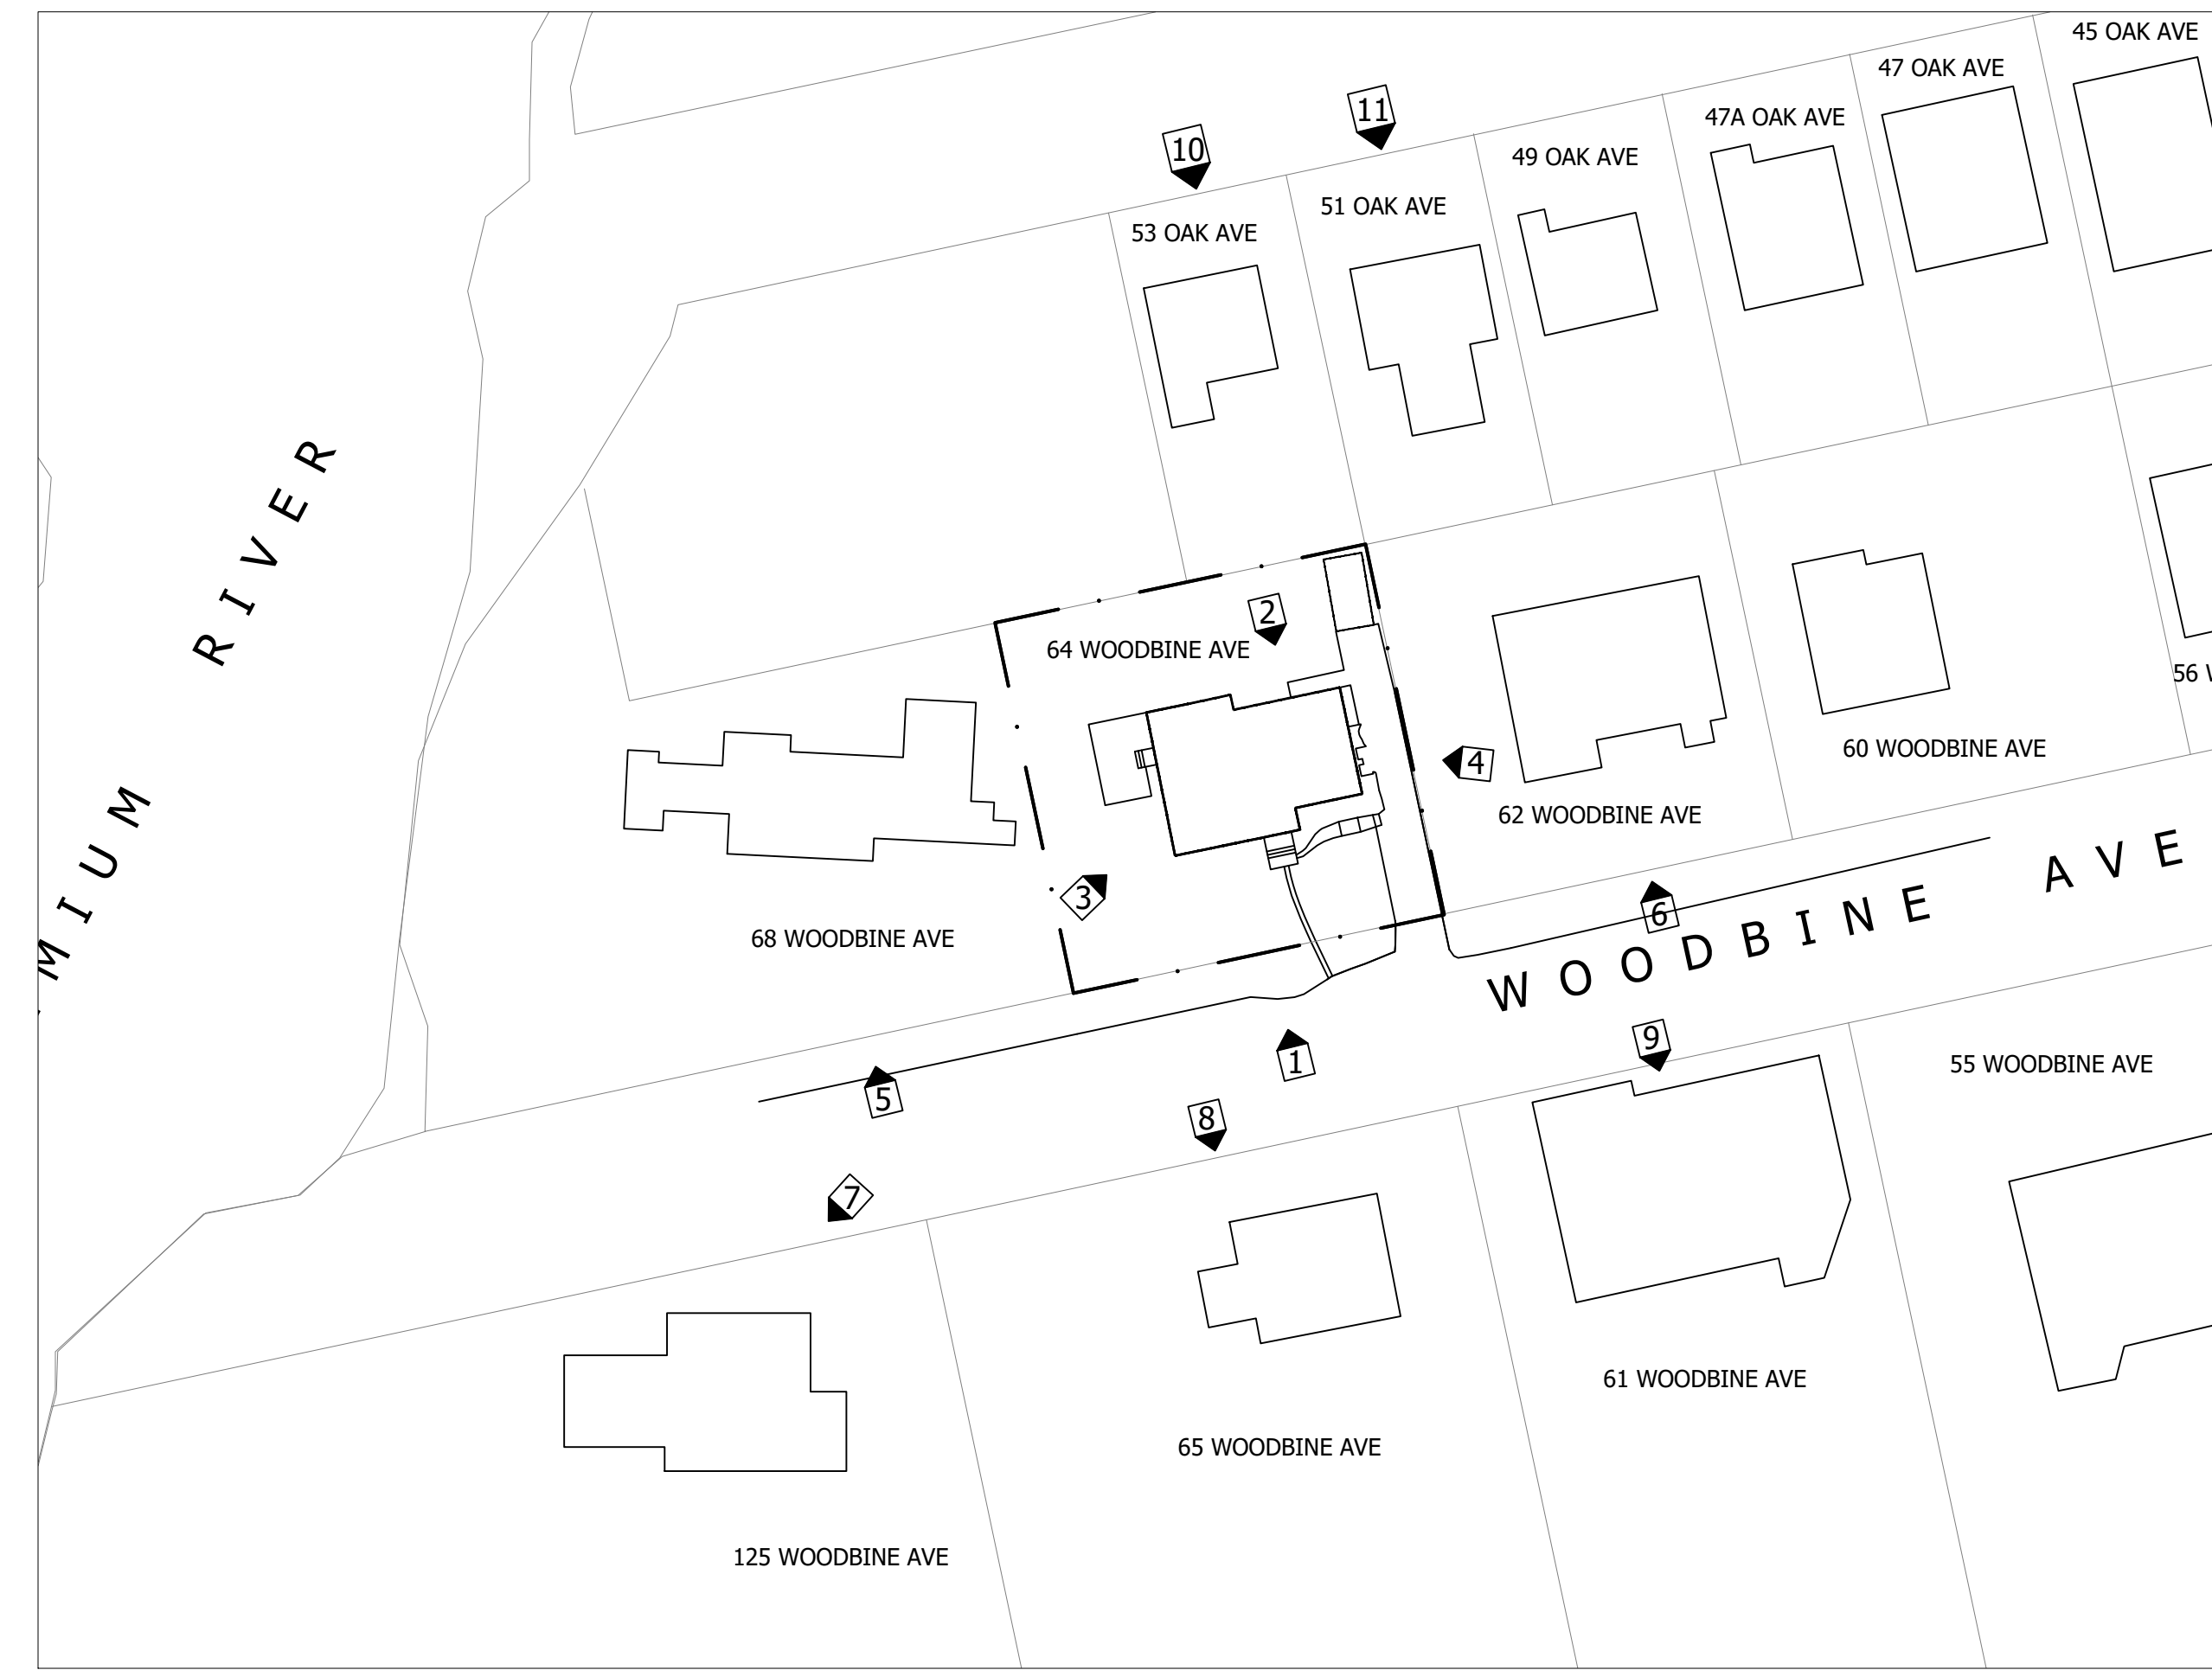 45 OAK AVE
47 OAK AVE
47A OAK AVE
11
10
49 OAK AVE
51 OAK AVE
53 OAK AVE
MIUM RIVER
2
64 WOODBINE AVE
56
4
60 WOODBINE AVE
62 WOODBINE AVE
3
6
68 WOODBINE AVE
WOODBINE AVE
9
1
55 WOODBINE AVE
5
8
7
61 WOODBINE AVE
65 WOODBINE AVE
125 WOODBINE AVE